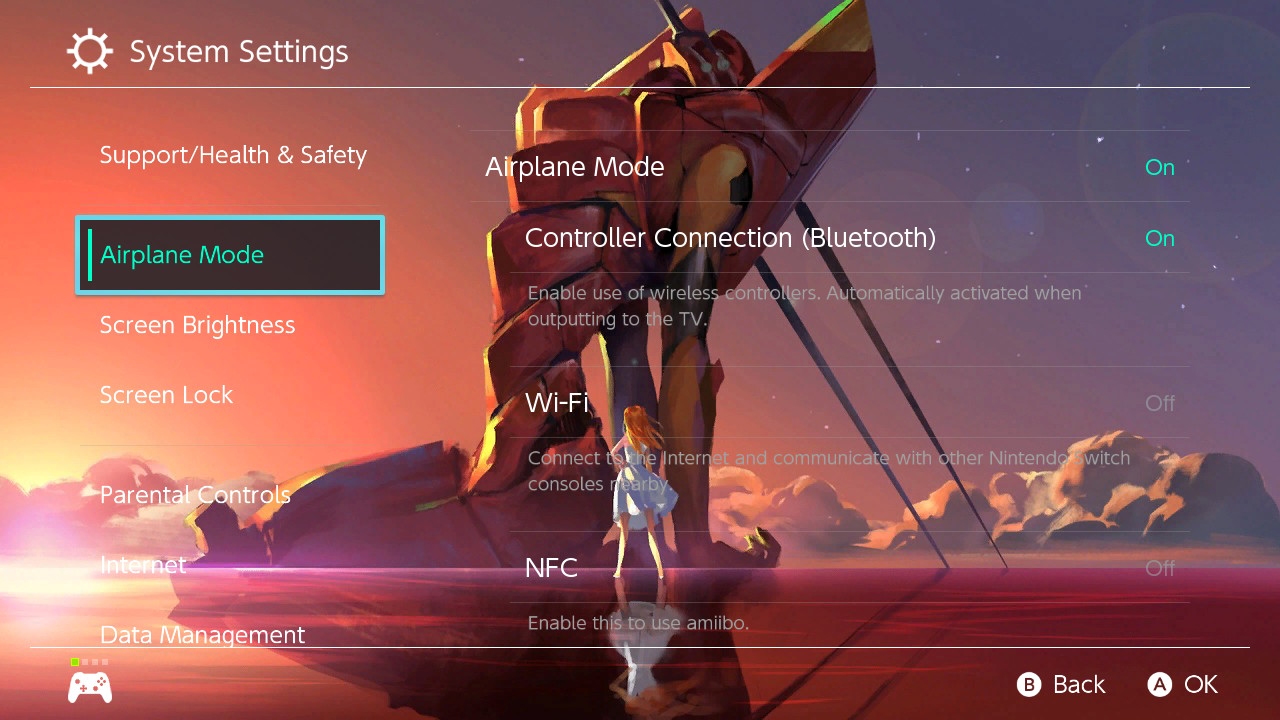 System Settings
Support/Health & Safety
Airplane Mode
Screen Brightness
Screen Lock
Parental Controls
Internet
Data Management
Airplane Mode On
Controller Connection (Bluetooth) On
Enable use of wireless controllers. Automatically activated when
outputting to the TV.
Wi-Fi Off
Connect to the Internet and communicate with other Nintendo Switch
consoles nearby.
NFC Off
Enable this to use amiibo.
B Back A OK